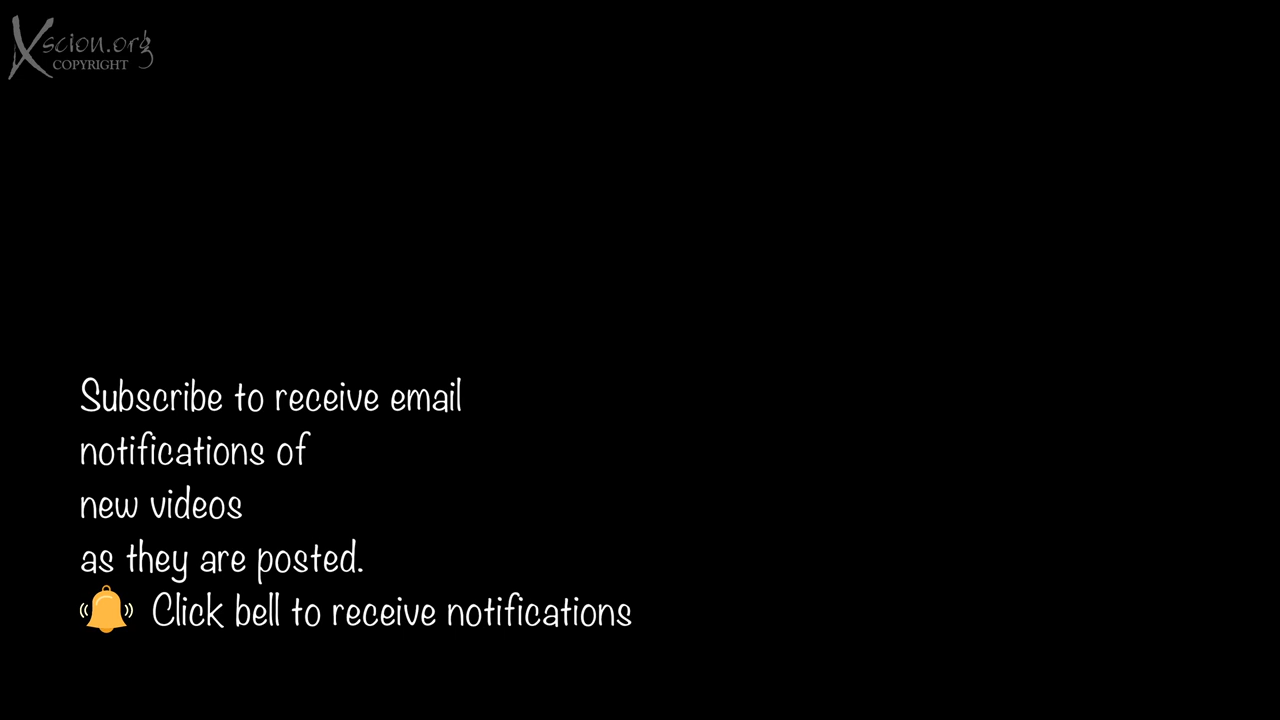 Xscion.org
COPYRIGHT
Subscribe to receive email
notifications of
new videos
as they are posted.
Click bell to receive notifications